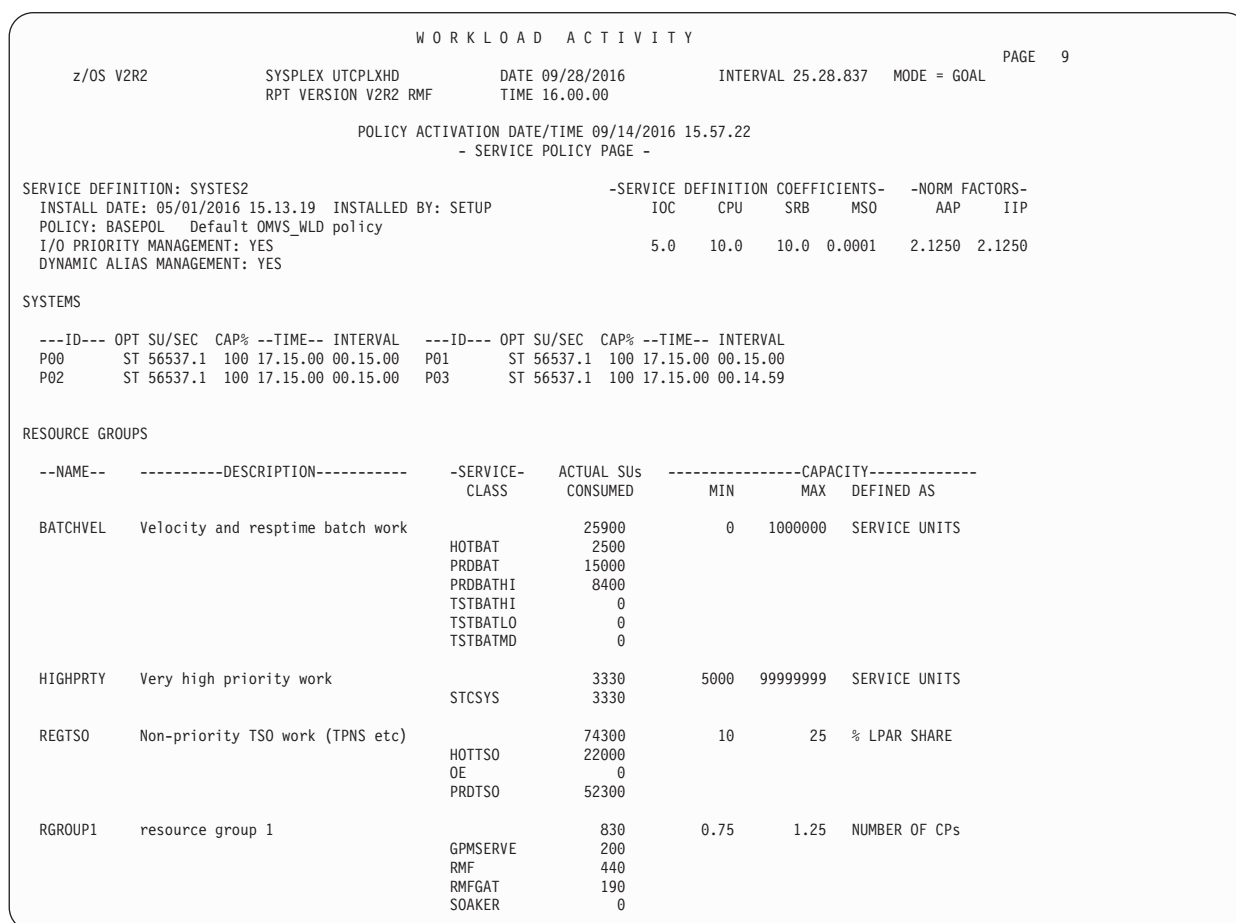 W O R K L O A D   A C T I V I T Y
PAGE 9
z/OS V2R2 SYSPLEX UTCPLXHD DATE 09/28/2016 INTERVAL 25.28.837 MODE = GOAL
RPT VERSION V2R2 RMF TIME 16.00.00
POLICY ACTIVATION DATE/TIME 09/14/2016 15.57.22
- SERVICE POLICY PAGE -
SERVICE DEFINITION: SYSTES2 -SERVICE DEFINITION COEFFICIENTS- -NORM FACTORS-
INSTALL DATE: 05/01/2016 15.13.19 INSTALLED BY: SETUP IOC CPU SRB MSO AAP IIP
POLICY: BASEPOL Default OMVS_WLD policy
I/O PRIORITY MANAGEMENT: YES 5.0 10.0 10.0 0.0001 2.1250 2.1250
DYNAMIC ALIAS MANAGEMENT: YES
SYSTEMS
---ID--- OPT SU/SEC CAP% --TIME-- INTERVAL ---ID--- OPT SU/SEC CAP% --TIME-- INTERVAL
P00 ST 56537.1 100 17.15.00 00.15.00 P01 ST 56537.1 100 17.15.00 00.15.00
P02 ST 56537.1 100 17.15.00 00.15.00 P03 ST 56537.1 100 17.15.00 00.14.59
RESOURCE GROUPS
--NAME-- ----------DESCRIPTION----------- -SERVICE- ACTUAL SUs ----------------CAPACITY-------------
CLASS CONSUMED MIN MAX DEFINED AS
BATCHVEL Velocity and resptime batch work 25900 0 1000000 SERVICE UNITS
HOTBAT 2500
PRDBAT 15000
PRDBATHI 8400
TSTBATHI 0
TSTBATLO 0
TSTBATMD 0
HIGHPRTY Very high priority work 3330 5000 99999999 SERVICE UNITS
STCSYS 3330
REGTSO Non-priority TSO work (TPNS etc) 74300 10 25 % LPAR SHARE
HOTTSO 22000
OE 0
PRDTSO 52300
RGROUP1 resource group 1 830 0.75 1.25 NUMBER OF CPs
GPMSERVE 200
RMF 440
RMFGAT 190
SOAKER 0